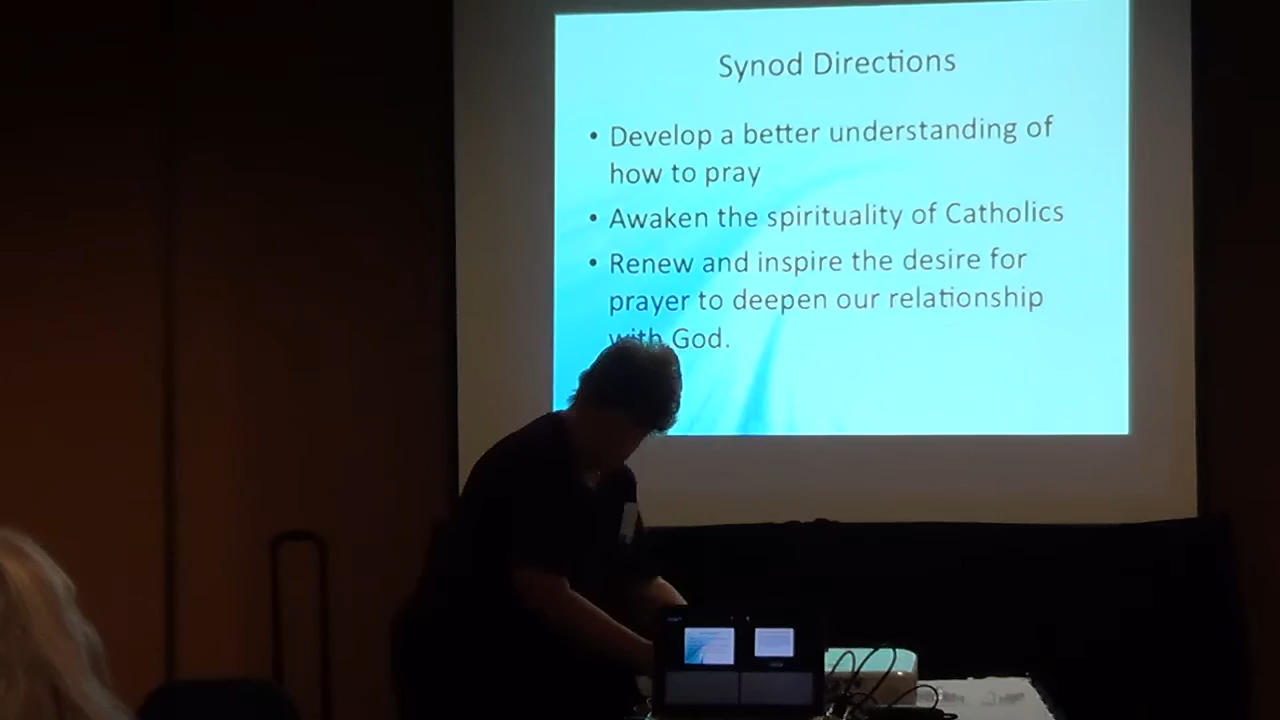 Synod Directions
• Develop a better understanding of
how to pray
• Awaken the spirituality of Catholics
• Renew and inspire the desire for
prayer to deepen our relationship
with God.